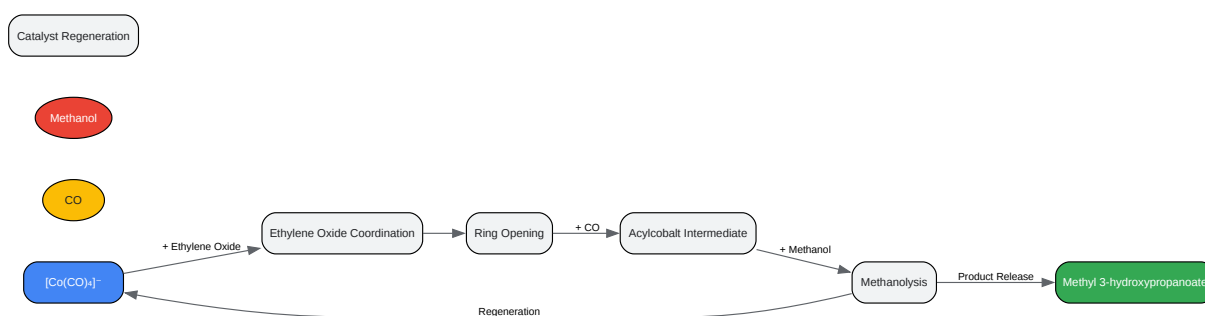 Catalyst Regeneration
Methanol
CO
+ Ethylene Oxide
Ethylene Oxide Coordination
Ring Opening
+ CO
Acylcobalt Intermediate
+ Methanol
[Co(CO)₄]⁻
Methanolysis
Product Release
Methyl 3-hydroxypropanoate
Regeneration